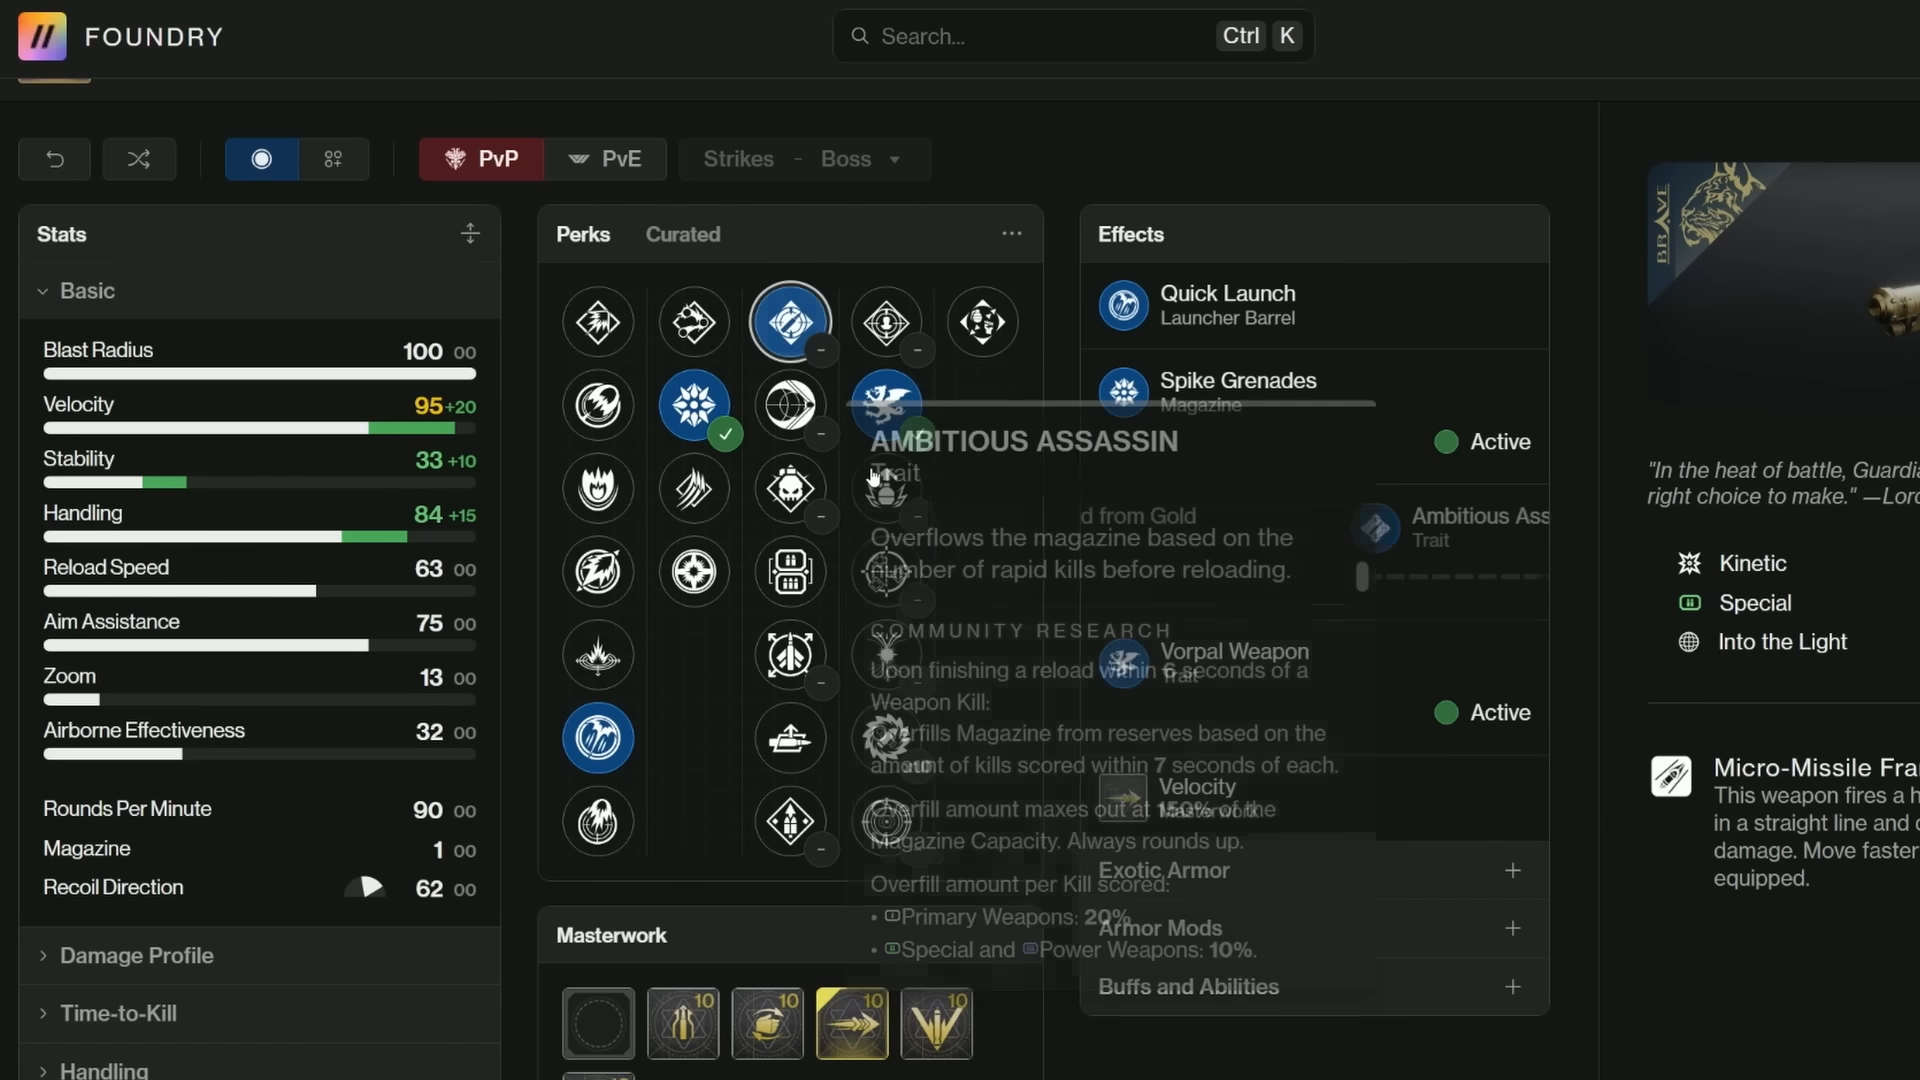 FOUNDRY
Search...
Ctrl K
PvP
PvE
Strikes - Boss
Stats
Basic
Blast Radius 100 00
Velocity 95 +20
Stability 33 +10
Handling 84 +15
Reload Speed 63 00
Aim Assistance 75 00
Zoom 13 00
Airborne Effectiveness 32 00
Rounds Per Minute 90 00
Magazine 1 00
Recoil Direction 62 00
Damage Profile
Time-to-Kill
Handling
Perks Curated
AMBITIOUS ASSASSIN
Trait
Overflows the magazine based on the
number of rapid kills before reloading.
COMMUNITY RESEARCH
Upon finishing a reload within 6 seconds of a
Weapon Kill:
Overfills Magazine from reserves based on the
amount of kills scored within 7 seconds of each.
Overfill amount maxes out at 150% of the
Magazine Capacity. Always rounds up.
Overfill amount per Kill scored:
• Primary Weapons: 20%
• Special and Power Weapons: 10%.
Masterwork
10
10
10
10
Effects
Quick Launch
Launcher Barrel
Spike Grenades
Magazine
Active
d from Gold
Ambitious Ass
Trait
Vorpal Weapon
Trait
Active
Velocity
Masterwork
Exotic Armor
Armor Mods
Buffs and Abilities
BRAVE
"In the heat of battle, Guardia
right choice to make." —Lord
Kinetic
Special
Into the Light
Micro-Missile Fra
This weapon fires a h
in a straight line and
damage. Move faster
equipped.